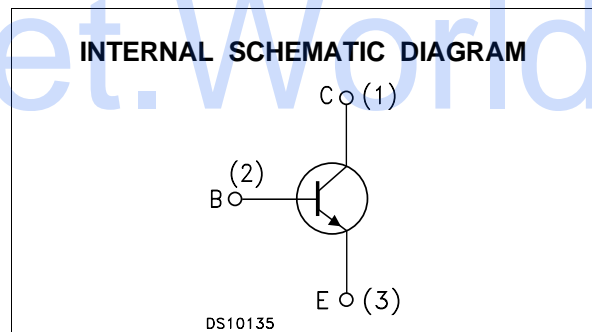 et.World
INTERNAL SCHEMATIC DIAGRAM
C (1)
(2)
B
E (3)
DS10135